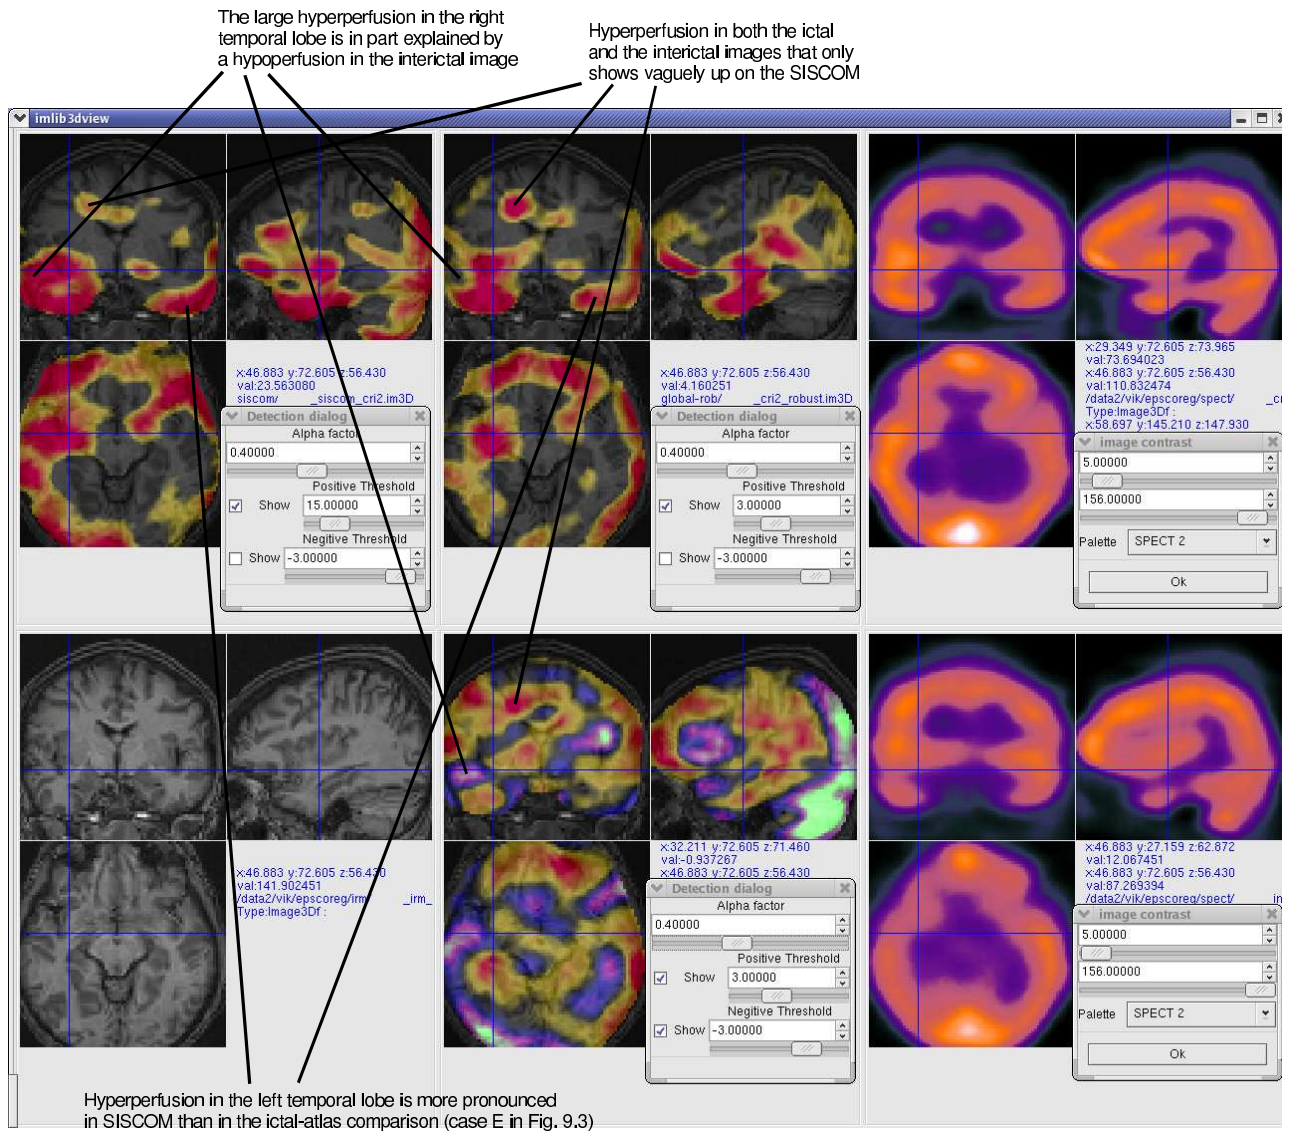 The large hyperperfusion in the right
temporal lobe is in part explained by
a hypoperfusion in the interictal image
Hyperperfusion in both the ictal
and the interictal images that only
shows vaguely up on the SISCOM
imlib3dview
x:46.883 y:72.605 z:56.430
val:23.563080
siscom/ _siscom_cri2.im3D
Detection dialog
Alpha factor
0.40000
Positive Threshold
Show 15.00000
Negitive Threshold
Show -3.00000
x:46.883 y:72.605 z:56.430
val:4.160251
global-rob/ _cri2_robust.im3D
Detection dialog
Alpha factor
0.40000
Positive Threshold
Show 3.00000
Negitive Threshold
Show -3.00000
x:29.349 y:72.605 z:73.965
val:73.694023
x:46.883 y:72.605 z:56.430
val:110.832474
/data2/vik/epscoreg/spect/ _c
Type:Image3Df :
x:58.697 y:145.210 z:147.930
image contrast
5.00000
156.00000
Palette SPECT 2
Ok
x:46.883 y:72.605 z:56.430
val:141.902451
/data2/vik/epscoreg/irm _irm_
Type:Image3Df :
x:32.211 y:72.605 z:71.460
val:-0.937267
x:46.883 y:72.605 z:56.430
Detection dialog
Alpha factor
0.40000
Positive Threshold
Show 3.00000
Negitive Threshold
Show -3.00000
x:46.883 y:27.159 z:62.872
val:12.067451
x:46.883 y:72.605 z:56.430
val:87.269394
/data2/vik/epscoreg/spect/ _in
image contrast
5.00000
156.00000
Palette SPECT 2
Ok
Hyperperfusion in the left temporal lobe is more pronounced
in SISCOM than in the ictal-atlas comparison (case E in Fig. 9.3)